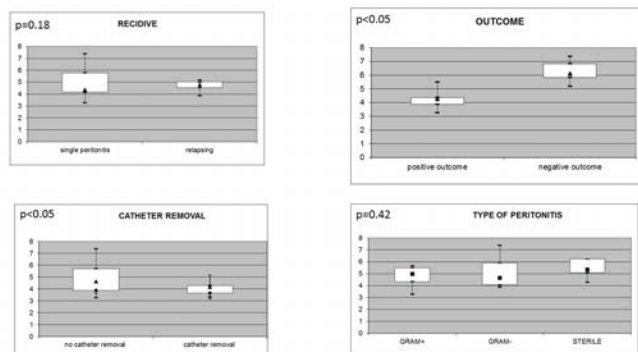 p=0.18
RECIDIVE
8
7
6
5
4
3
2
1
0
single peritonitis
relapsing
p<0.05
OUTCOME
8
7
6
5
4
3
2
1
0
positive outcome
negative outcome
p<0.05
CATHETER REMOVAL
8
7
6
5
4
3
2
1
0
no catheter removal
catheter removal
p=0.42
TYPE OF PERITONITIS
8
7
6
5
4
3
2
1
0
GRAM+
GRAM-
STERILE